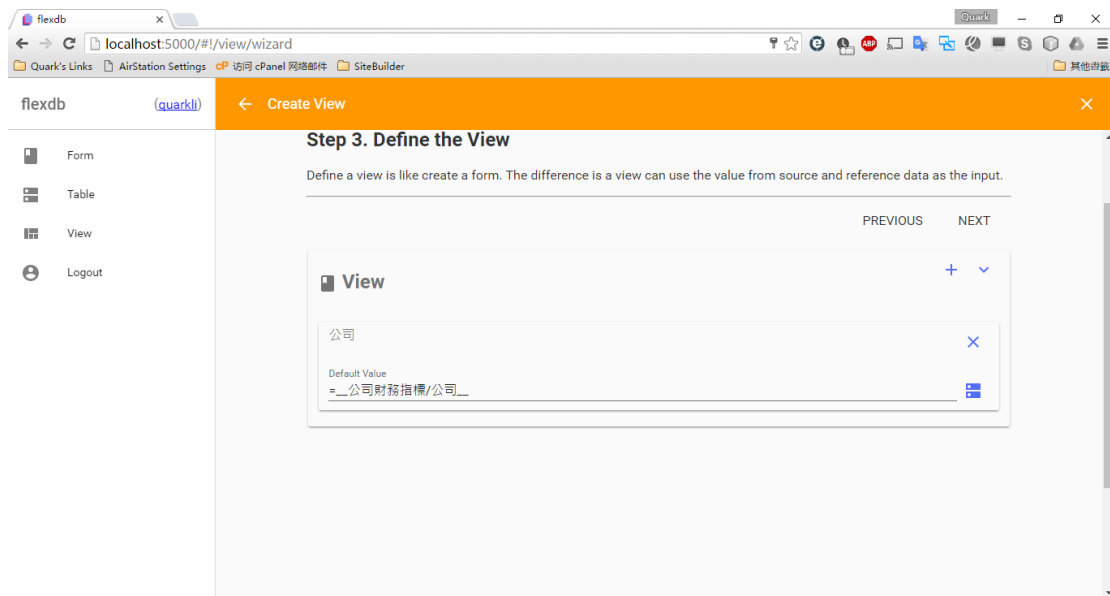 flexdb
Quark
localhost:5000/#!/view/wizard
Quark's Links AirStation Settings cP 访问 cPanel 网络邮件 SiteBuilder 其他書籤
flexdb (quarkli)
Create View
Form
Table
View
Logout
Step 3. Define the View
Define a view is like create a form. The difference is a view can use the value from source and reference data as the input.
PREVIOUS NEXT
View
公司
Default Value
=__公司財務指標/公司__